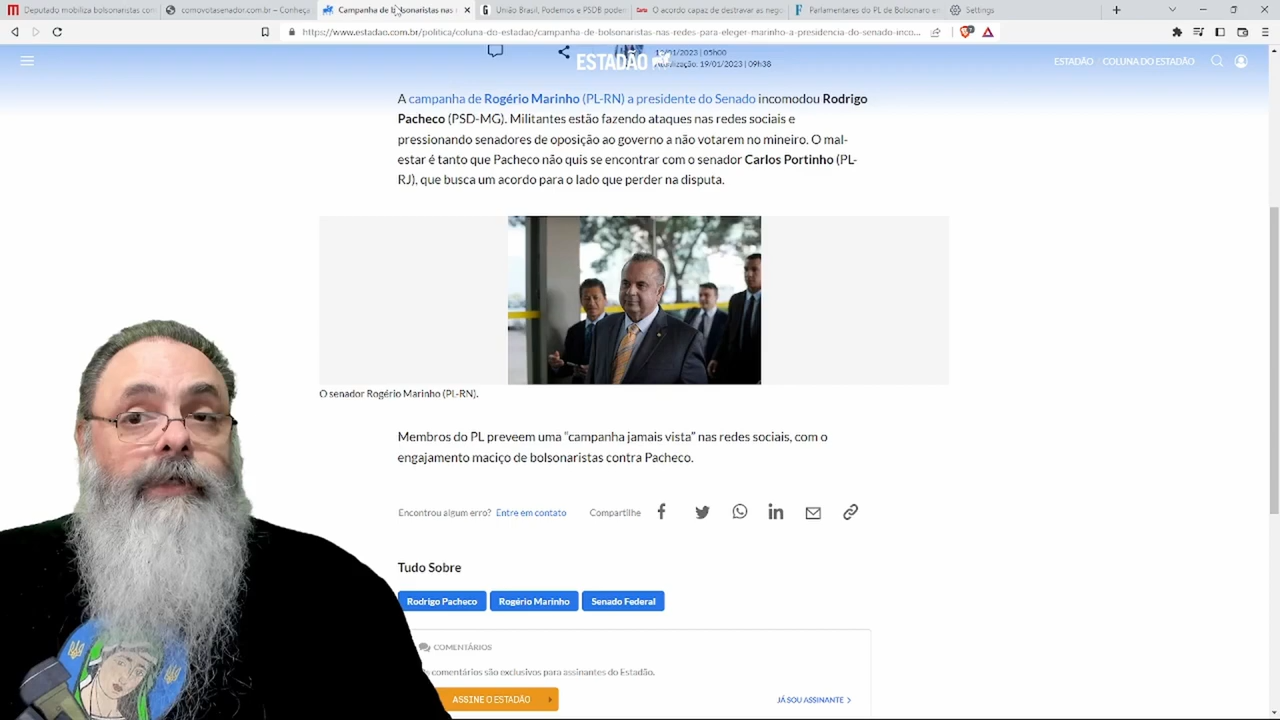 Deputado mobiliza bolsonaristas cont
comovotasenador.com.br – Conheça
Campanha de bolsonaristas nas
União Brasil, Podemos e PSDB podem
O acordo capaz de destravar as nego
Parlamentares do PL de Bolsonaro en
Settings
https://www.estadao.com.br/politica/coluna-do-estadao/campanha-de-bolsonaristas-nas-redes-para-eleger-marinho-a-presidencia-do-senado-inco...
ESTADÃO
ESTADÃO COLUNA DO ESTADÃO
/01/2023 | 05h00
Atualização: 19/01/2023 | 09h38
A campanha de Rogério Marinho (PL-RN) a presidente do Senado incomodou Rodrigo
Pacheco (PSD-MG). Militantes estão fazendo ataques nas redes sociais e
pressionando senadores de oposição ao governo a não votarem no mineiro. O mal-
estar é tanto que Pacheco não quis se encontrar com o senador Carlos Portinho (PL-
RJ), que busca um acordo para o lado que perder na disputa.
O senador Rogério Marinho (PL-RN).
Membros do PL preveem uma “campanha jamais vista” nas redes sociais, com o
engajamento maciço de bolsonaristas contra Pacheco.
Encontrou algum erro? Entre em contato
Compartilhe
Tudo Sobre
Rodrigo Pacheco
Rogério Marinho
Senado Federal
COMENTÁRIOS
comentários são exclusivos para assinantes do Estadão.
ASSINE O ESTADÃO
JÁ SOU ASSINANTE